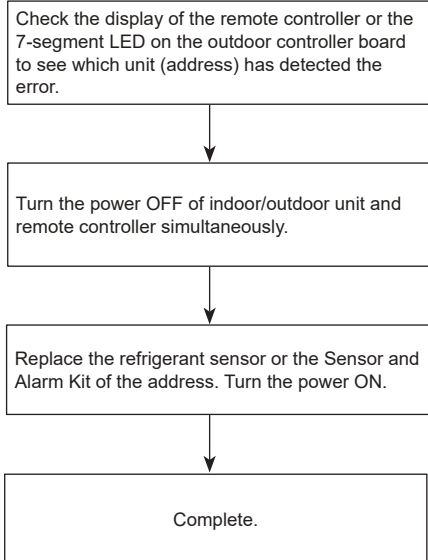 Check the display of the remote controller or the
7-segment LED on the outdoor controller board
to see which unit (address) has detected the
error.
Turn the power OFF of indoor/outdoor unit and
remote controller simultaneously.
Replace the refrigerant sensor or the Sensor and
Alarm Kit of the address. Turn the power ON.
Complete.